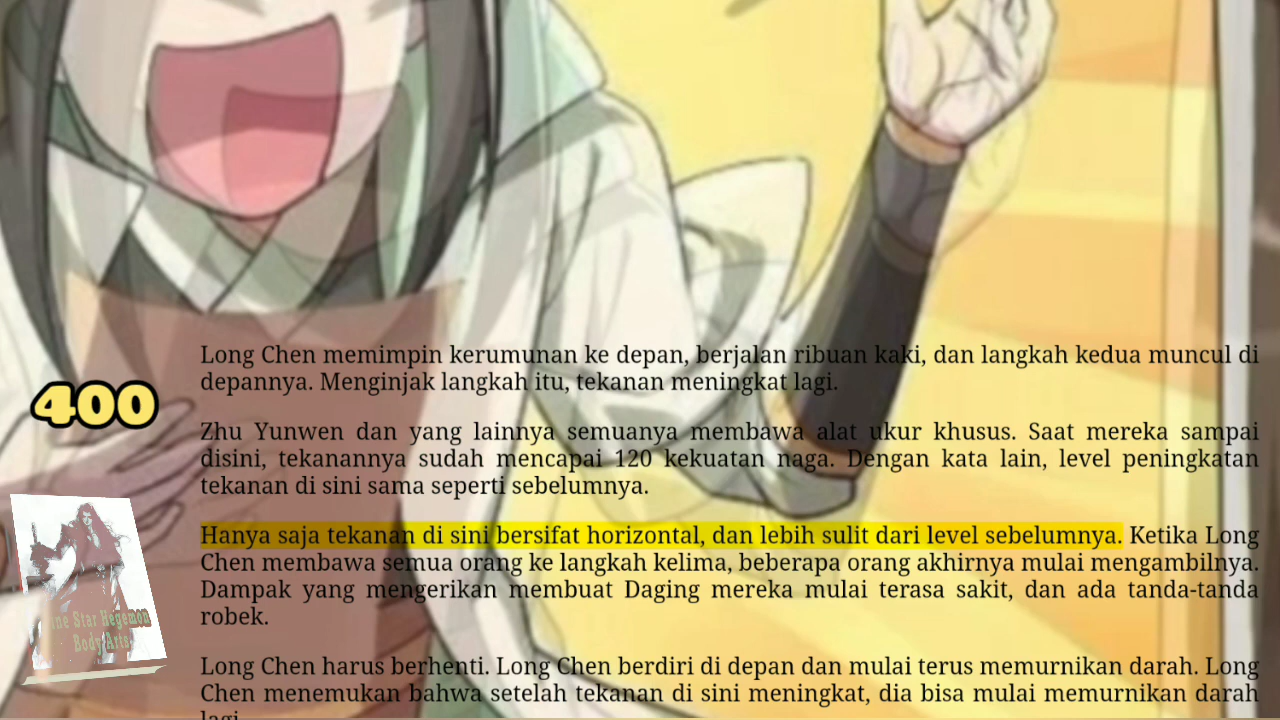 Long Chen memimpin kerumunan ke depan, berjalan ribuan kaki, dan langkah kedua muncul di
depannya. Menginjak langkah itu, tekanan meningkat lagi.
400
Zhu Yunwen dan yang lainnya semuanya membawa alat ukur khusus. Saat mereka sampai
disini, tekanannya sudah mencapai 120 kekuatan naga. Dengan kata lain, level peningkatan
tekanan di sini sama seperti sebelumnya.
Hanya saja tekanan di sini bersifat horizontal, dan lebih sulit dari level sebelumnya. Ketika Long
Chen membawa semua orang ke langkah kelima, beberapa orang akhirnya mulai mengambilnya.
Dampak yang mengerikan membuat Daging mereka mulai terasa sakit, dan ada tanda-tanda
robek.
Star Hegemon
Body Arts
Long Chen harus berhenti. Long Chen berdiri di depan dan mulai terus memurnikan darah. Long
Chen menemukan bahwa setelah tekanan di sini meningkat, dia bisa mulai memurnikan darah
lagi.